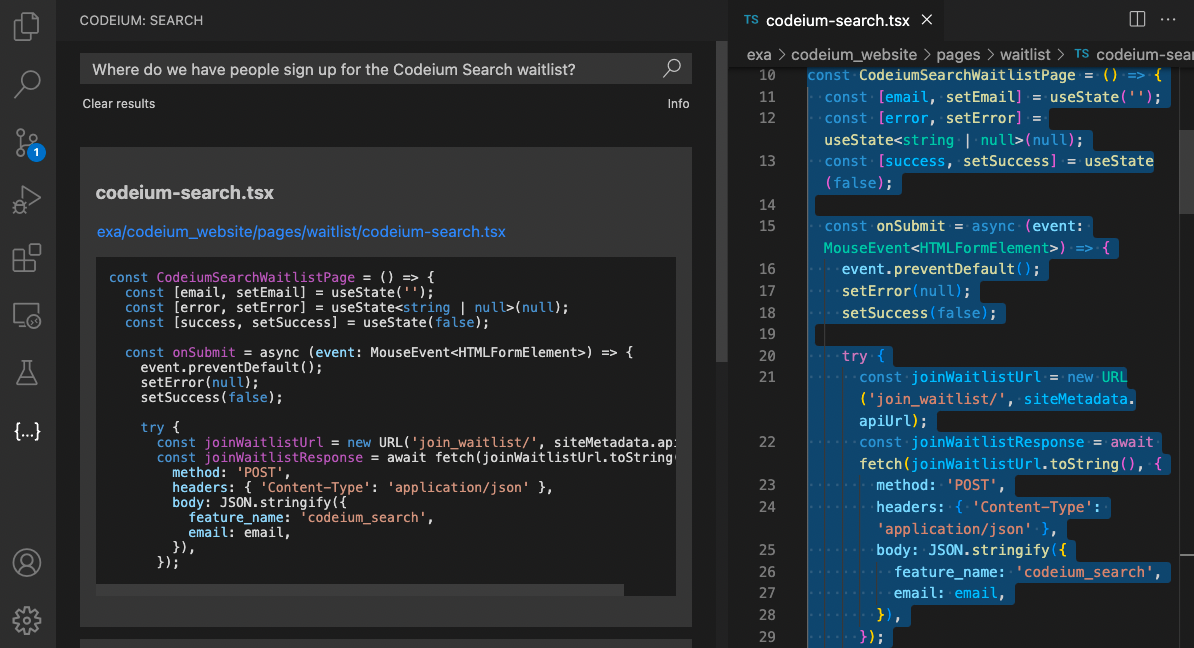 CODEIUM: SEARCH
Where do we have people sign up for the Codeium Search waitlist?
Clear results
Info
1
{...}
codeium-search.tsx
exa/codeium_website/pages/waitlist/codeium-search.tsx
const CodeiumSearchWaitlistPage = () => {
const [email, setEmail] = useState('');
const [error, setError] = useState<string | null>(null);
const [success, setSuccess] = useState(false);
const onSubmit = async (event: MouseEvent<HTMLFormElement>) => {
event.preventDefault();
setError(null);
setSuccess(false);
try {
const joinWaitlistUrl = new URL('join_waitlist/', siteMetadata.api
const joinWaitlistResponse = await fetch(joinWaitlistUrl.toString(
method: 'POST',
headers: { 'Content-Type': 'application/json' },
body: JSON.stringify({
feature_name: 'codeium_search',
email: email,
}),
});
TS codeium-search.tsx
exa > codeium_website > pages > waitlist > TS codeium-sear
10 const CodeiumSearchWaitlistPage = () => {
11 const [email, setEmail] = useState('');
12 const [error, setError] =
useState<string | null>(null);
13 const [success, setSuccess] = useState
(false);
14
15 const onSubmit = async (event:
MouseEvent<HTMLFormElement>) => {
16 event.preventDefault();
17 setError(null);
18 setSuccess(false);
19
20 try {
21 const joinWaitlistUrl = new URL
('join_waitlist/', siteMetadata.
apiUrl);
22 const joinWaitlistResponse = await
fetch(joinWaitlistUrl.toString(), {
23 method: 'POST',
24 headers: { 'Content-Type':
'application/json' },
25 body: JSON.stringify({
26 feature_name: 'codeium_search',
27 email: email,
28 }),
29 });